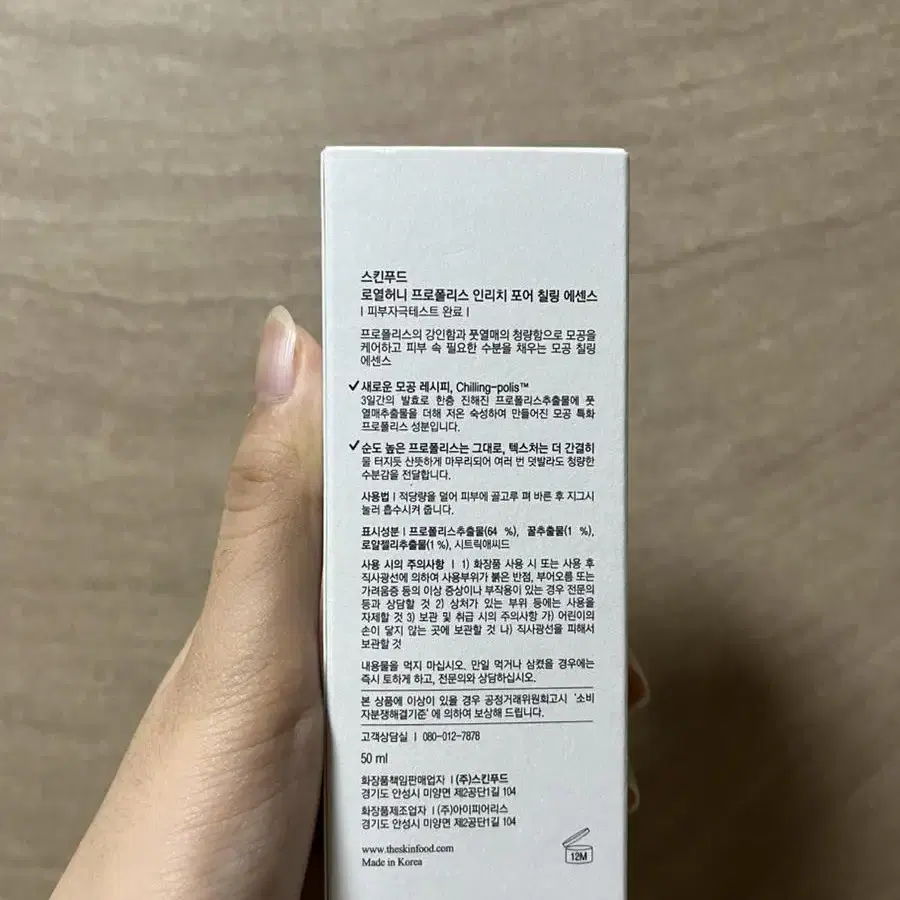 스킨푸드
로열허니 프로폴리스 인리치 포어 칠링 에센스
| 피부자극테스트 완료 |
프로폴리스의 강인함과 풋열매의 청량함으로 모공을
케어하고 피부 속 필요한 수분을 채우는 모공 칠링
에센스
✓새로운 모공 레시피, Chilling-polis™
3일간의 발효로 한층 진해진 프로폴리스추출물에 풋
열매추출물을 더해 저온 숙성하여 만들어진 모공 특화
프로폴리스 성분입니다.
✓순도 높은 프로폴리스는 그대로, 텍스처는 더 간결히
물 터지듯 산뜻하게 마무리되어 여러 번 덧발라도 청량한
수분감을 전달합니다.
사용법 | 적당량을 덜어 피부에 골고루 펴 바른 후 지그시
눌러 흡수시켜 줍니다.
표시성분 | 프로폴리스추출물(64 %), 꿀추출물(1 %),
로얄젤리추출물(1 %), 시트릭애씨드
사용 시의 주의사항 | 1) 화장품 사용 시 또는 사용 후
직사광선에 의하여 사용부위가 붉은 반점, 부어오름 또는
가려움증 등의 이상 증상이나 부작용이 있는 경우 전문의
등과 상담할 것 2) 상처가 있는 부위 등에는 사용을
자제할 것 3) 보관 및 취급 시의 주의사항 가) 어린이의
손이 닿지 않는 곳에 보관할 것 나) 직사광선을 피해서
보관할 것
내용물을 먹지 마십시오. 만일 먹거나 삼켰을 경우에는
즉시 토하게 하고, 전문의와 상담하십시오.
본 상품에 이상이 있을 경우 공정거래위원회고시 '소비
자분쟁해결기준'에 의하여 보상해 드립니다.
고객상담실 | 080-012-7878
50 ml
화장품책임판매업자 | (주)스킨푸드
경기도 안성시 미양면 제2공단1길 104
화장품제조업자 | (주)아이피어리스
경기도 안성시 미양면 제2공단1길 104
www.theskinfood.com
Made in Korea
12M